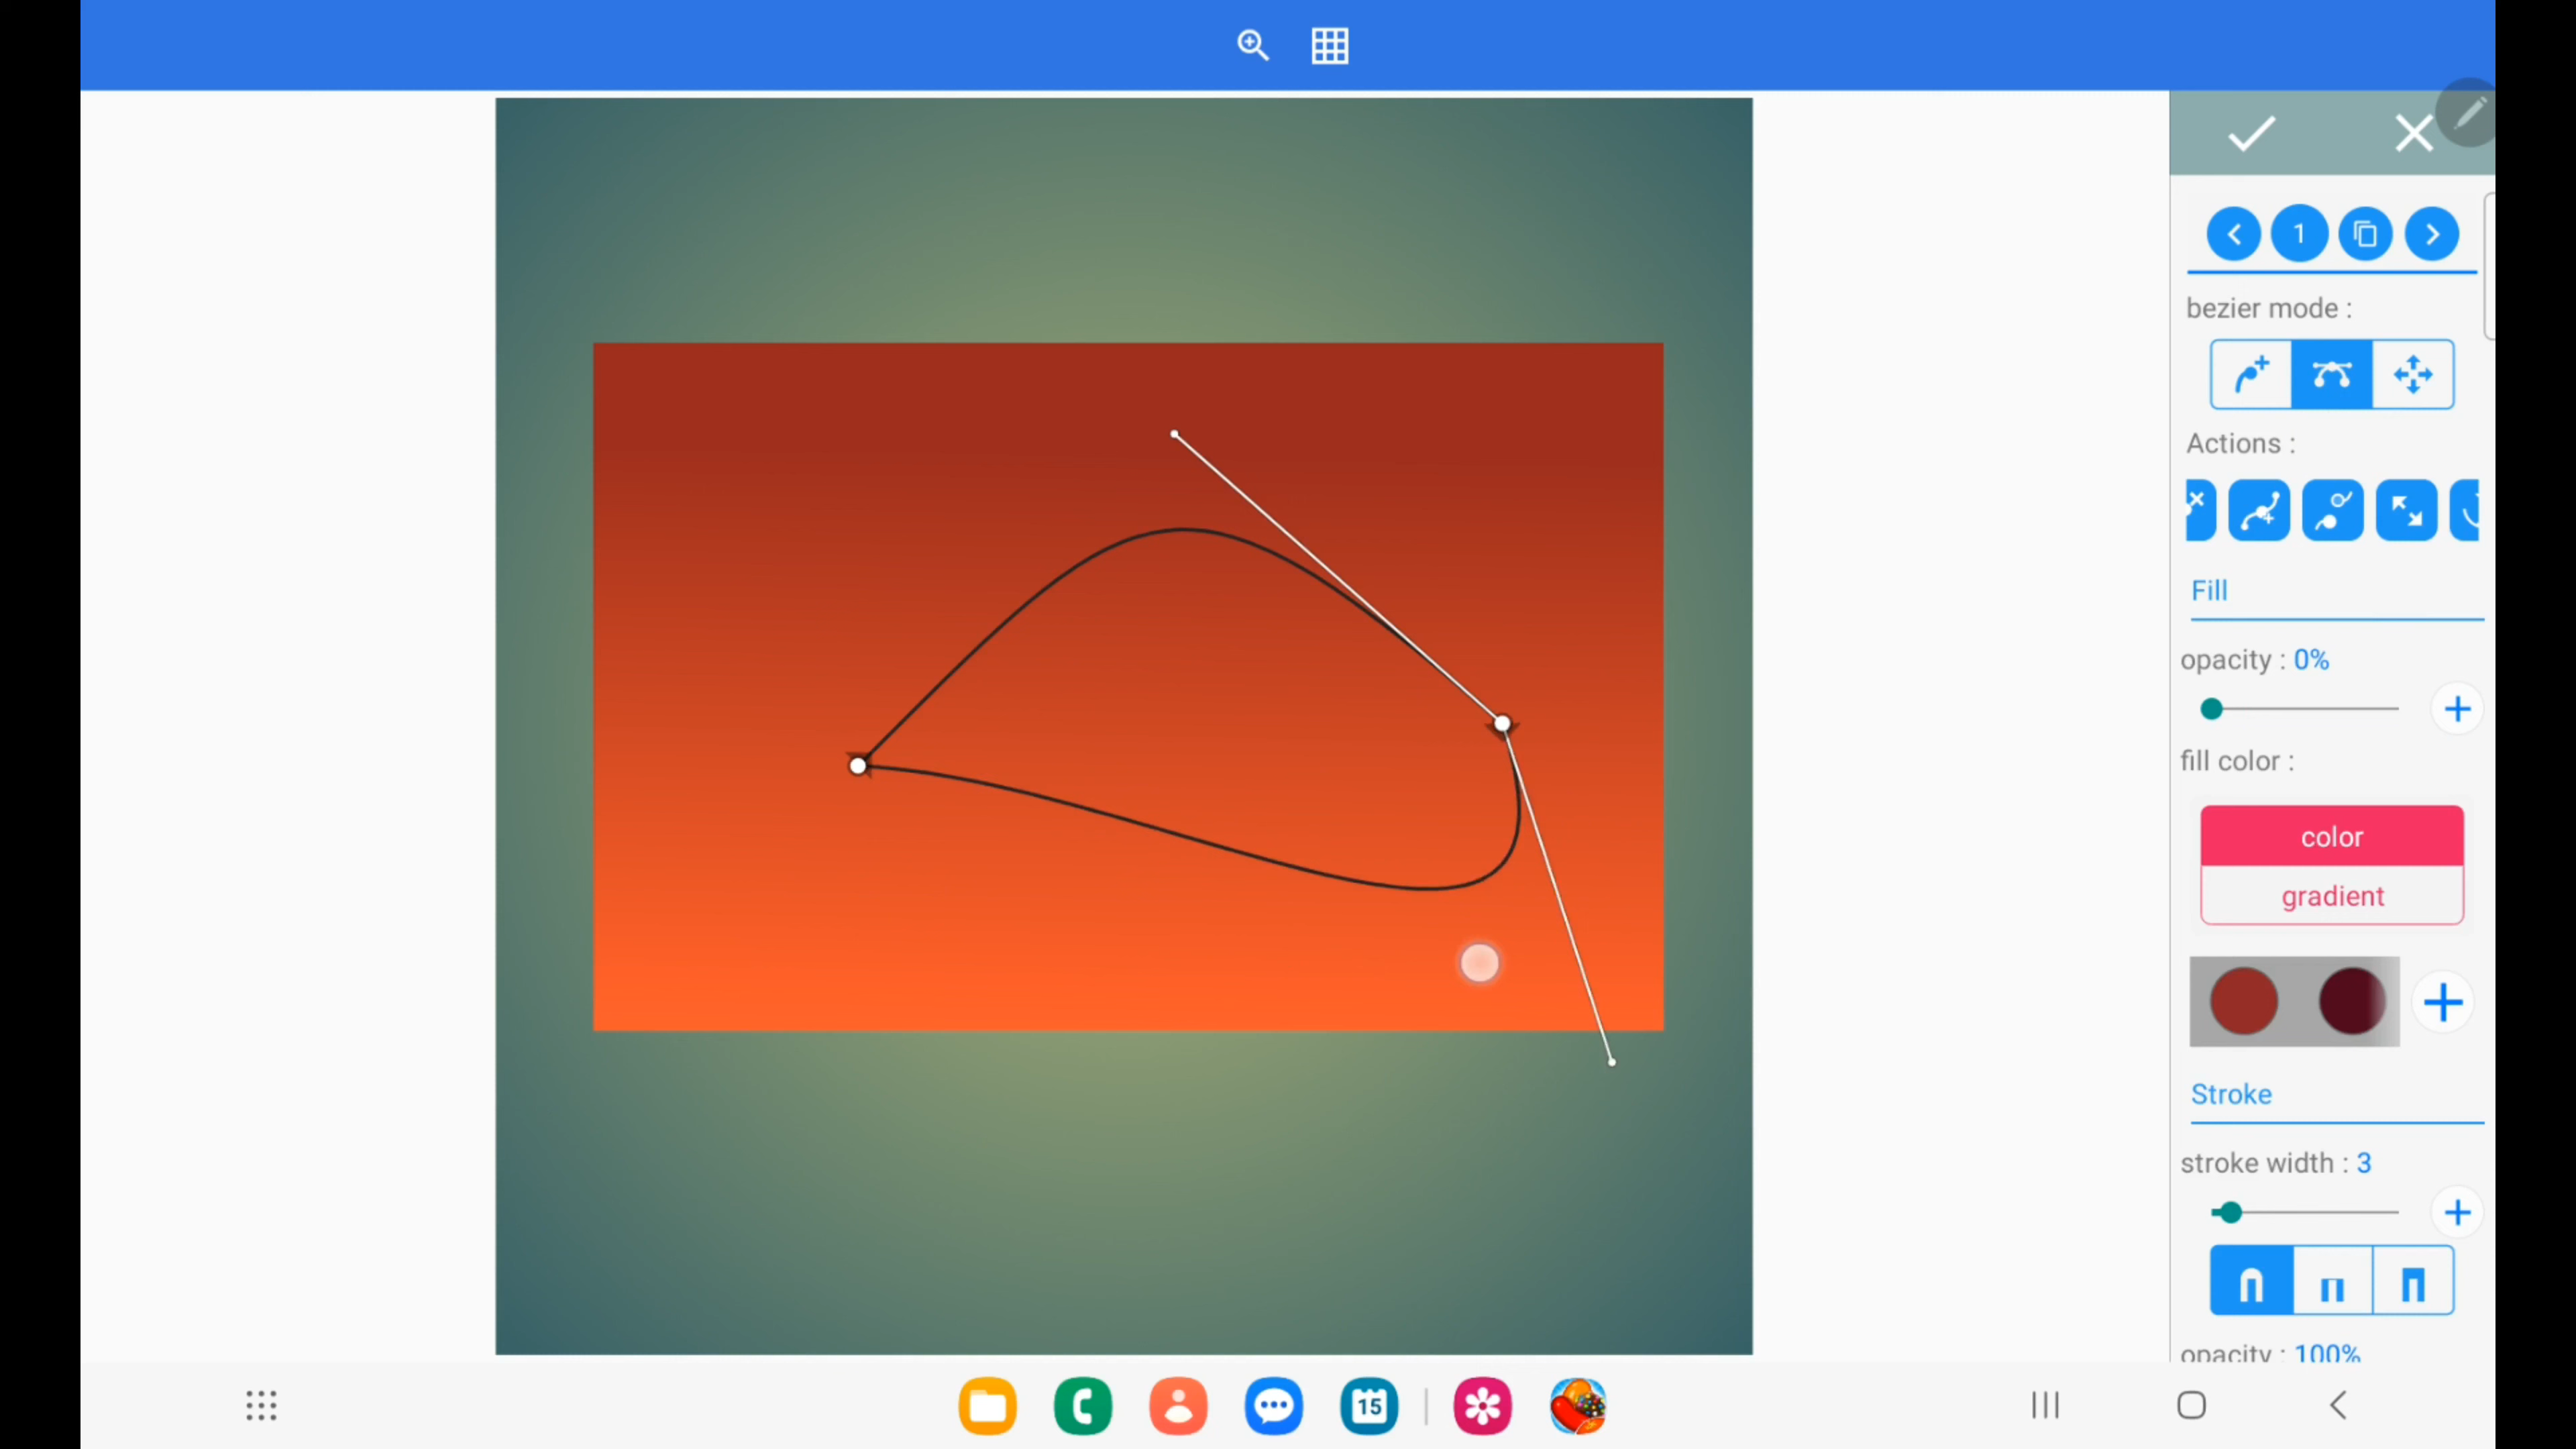 1
bezier mode :
Actions :
Fill
opacity : 0%
fill color :
color
gradient
Stroke
stroke width : 3
opacity : 100%
15